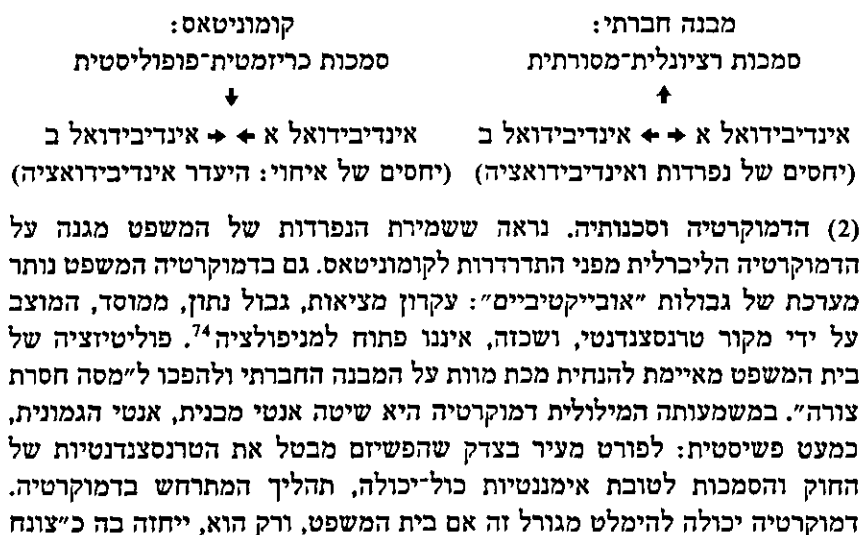 מבנה חברתי: קומוניטאס:
סמכות רציונלית־מסורתית סמכות כריזמטית־פופוליסטית
↑ ↓
אינדיבידואל א → ← אינדיבידואל ב אינדיבידואל א ← → אינדיבידואל ב
(יחסים של נפרדות ואינדיבידואציה) (יחסים של איחוי: היעדר אינדיבידואציה)
(2) הדמוקרטיה וסכנותיה. נראה ששמירת הנפרדות של המשפט מגנה על
הדמוקרטיה הליברלית מפני התדרדרות לקומוניטאס. גם בדמוקרטיה המשפט נותר
מערכת של גבולות ״אובייקטיביים״: עקרון מציאות, גבול נתון, ממוסד, המוצב
על ידי מקור טרנסצנדנטי, ושכזה, איננו פתוח למניפולציה74. פוליטיזציה של
בית המשפט מאיימת להנחית מכת מוות על המבנה החברתי ולהפכו ל״מסה חסרת
צורה״. במשמעותה המילולית דמוקרטיה היא שיטה אנטי מבנית, אנטי הגמונית,
כמעט פשיסטית: לפורט מעיר בצדק שהפשיזם מבטל את הטרנסצנדנטיות של
החוק והסמכות לטובת אימננטיות כול־יכולה, תהליך המתרחש בדמוקרטיה.
דמוקרטיה יכולה להימלט מגורל זה אם בית המשפט, ורק הוא, ייחזה בה כ״צונח